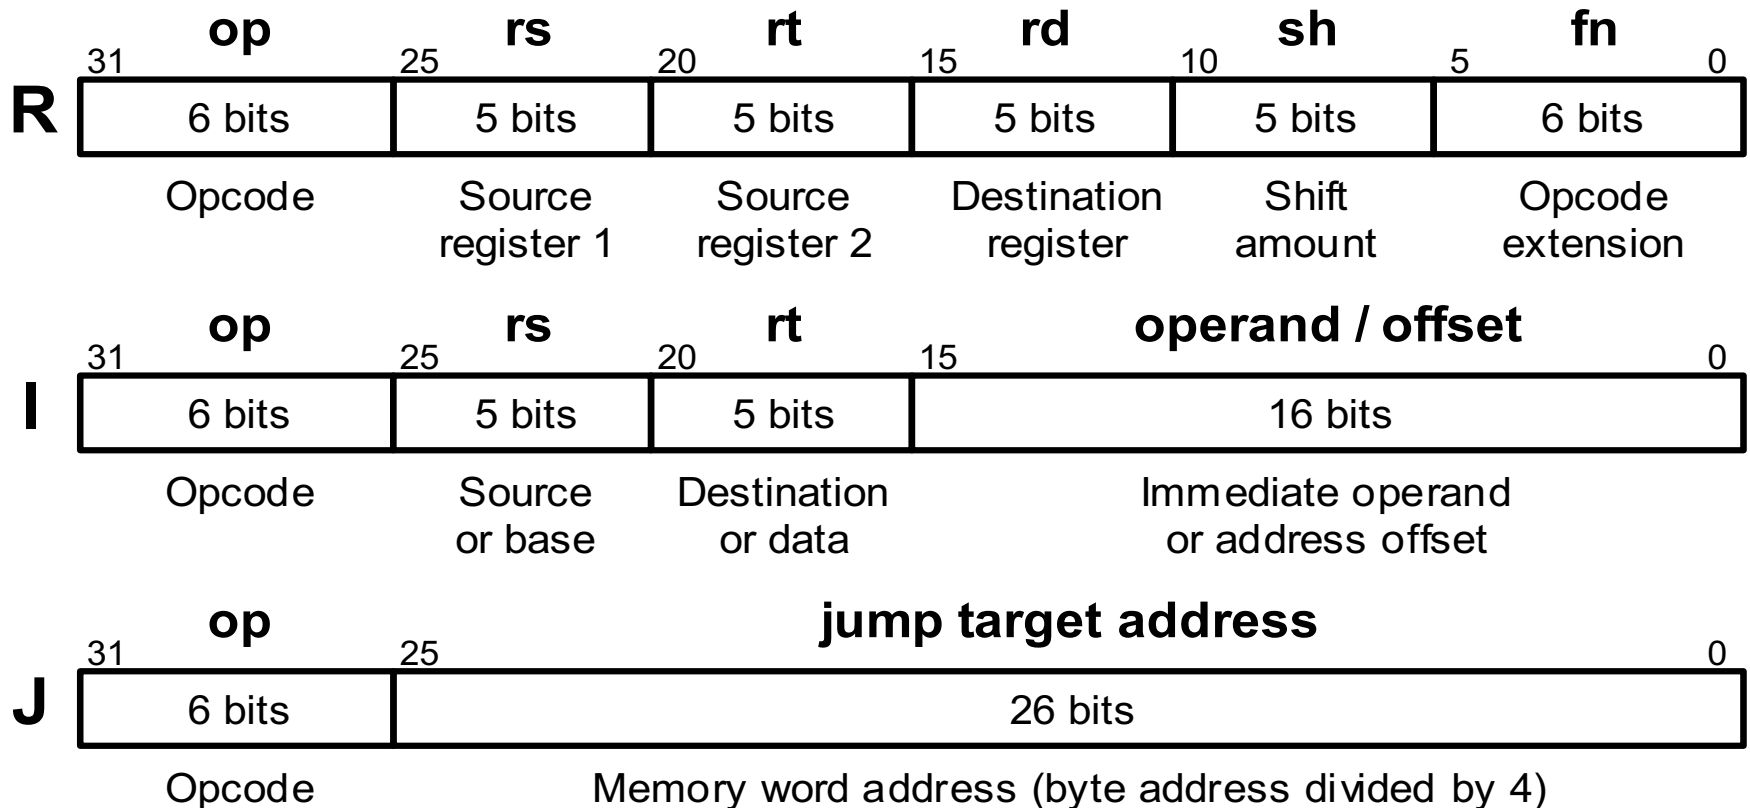 op rs rt rd sh fn
31 25 20 15 10 5 0
R 6 bits 5 bits 5 bits 5 bits 5 bits 6 bits
Opcode Source Source Destination Shift Opcode
register 1 register 2 register amount extension
op rs rt operand / offset
31 25 20 15 0
I 6 bits 5 bits 5 bits 16 bits
Opcode Source Destination Immediate operand
or base or data or address offset
op jump target address
31 25 0
J 6 bits 26 bits
Opcode Memory word address (byte address divided by 4)